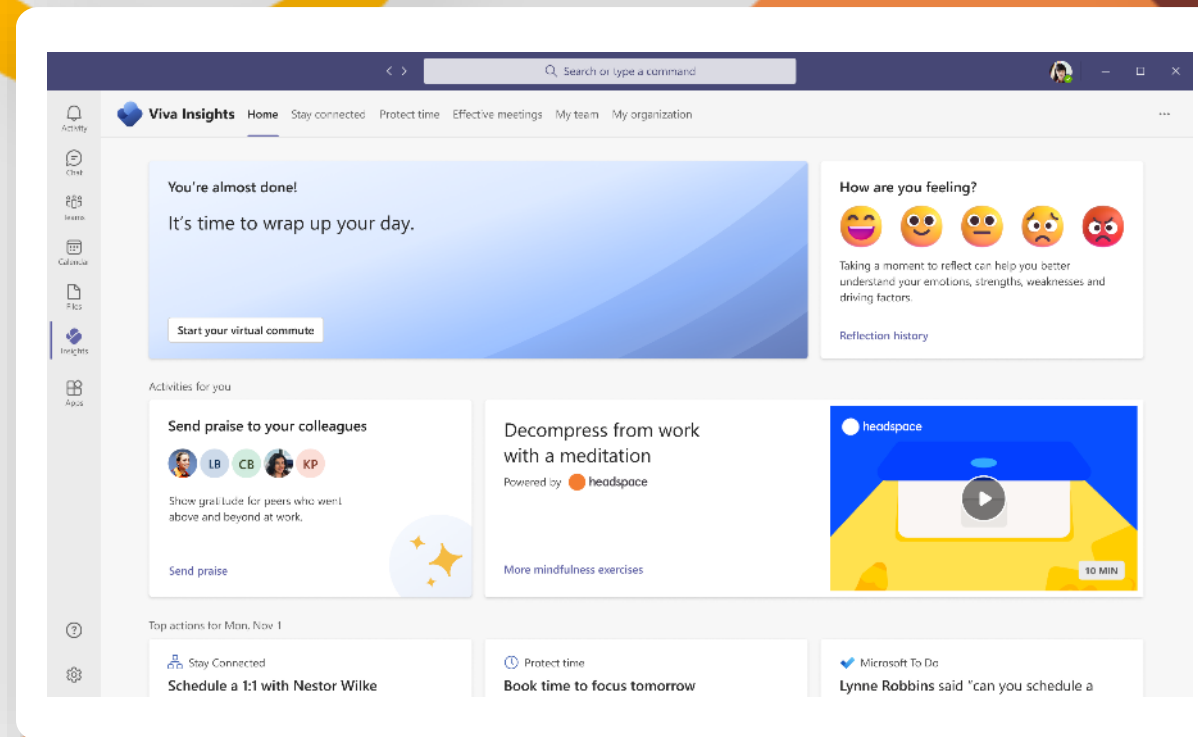 Search or type a command
Activity
Chat
Teams
Calendar
Files
Insights
Apps
Viva Insights Home Stay connected Protect time Effective meetings My team My organization
You're almost done!
It's time to wrap up your day.
Start your virtual commute
How are you feeling?
Taking a moment to reflect can help you better
understand your emotions, strengths, weaknesses and
driving factors.
Reflection history
Activities for you
Send praise to your colleagues
LB CB KP
Show gratitude for peers who went
above and beyond at work.
Send praise
Decompress from work
with a meditation
Powered by headspace
More mindfulness exercises
headspace
10 MIN
Top actions for Mon, Nov 1
Stay Connected
Schedule a 1:1 with Nestor Wilke
Protect time
Book time to focus tomorrow
Microsoft To Do
Lynne Robbins said "can you schedule a